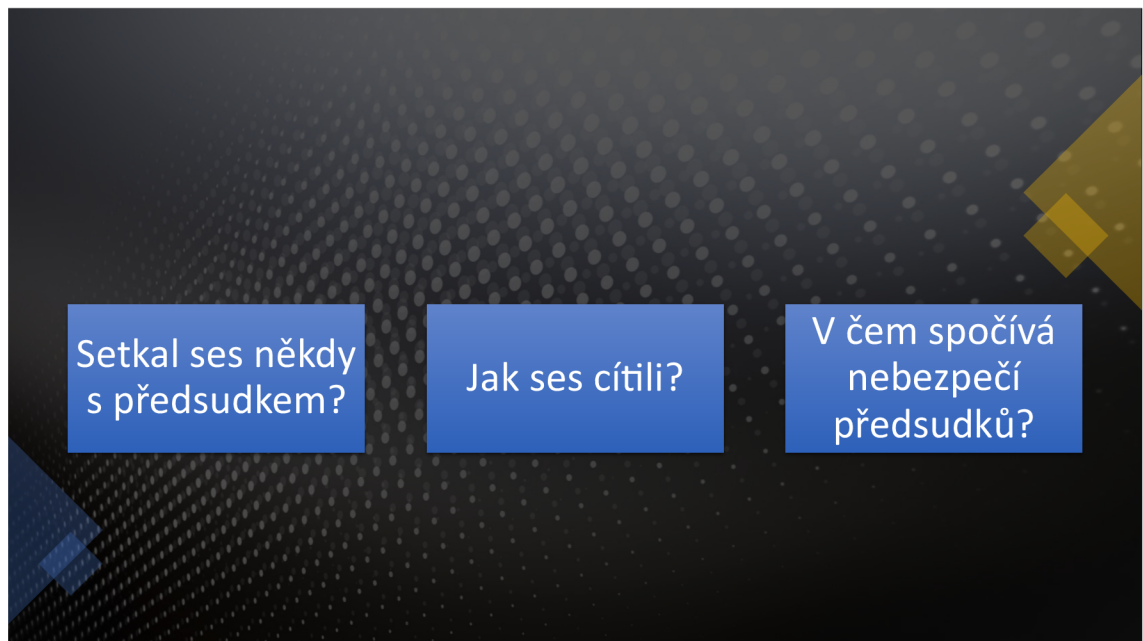 Setkal ses někdy
s předsudkem?
Jak ses cítili?
V čem spočívá
nebezpečí
předsudků?